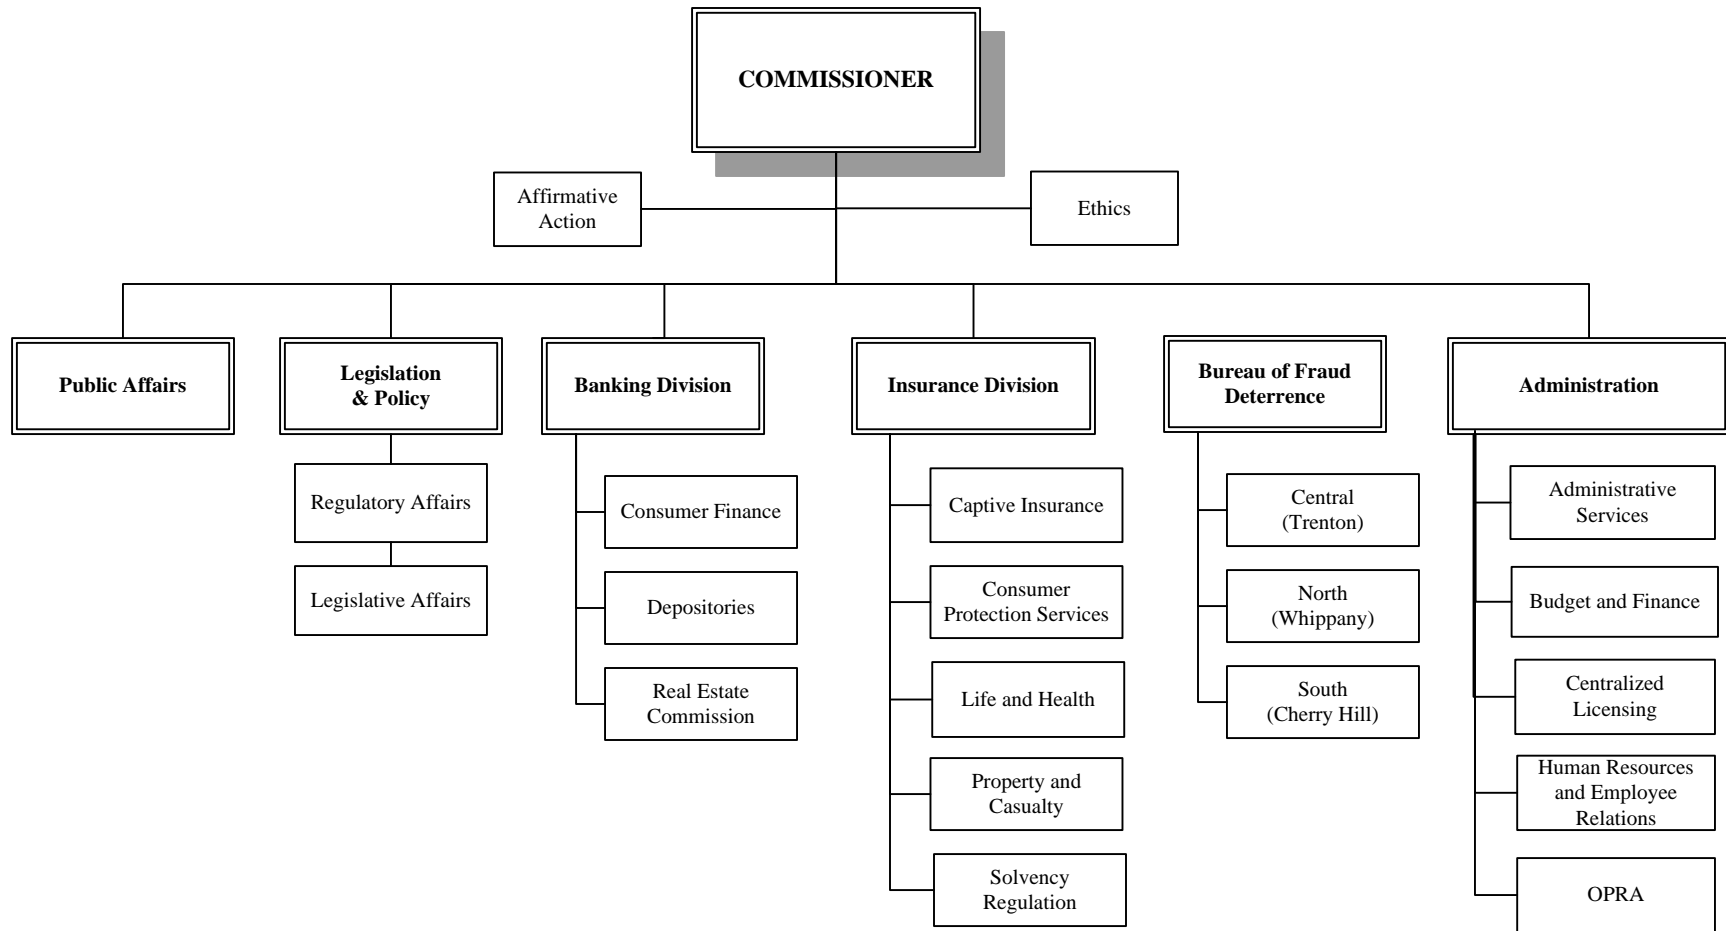 COMMISSIONER
Affirmative
Action
Ethics
Public Affairs
Legislation
& Policy
Banking Division
Insurance Division
Bureau of Fraud
Deterrence
Administration
Regulatory Affairs
Legislative Affairs
Consumer Finance
Depositories
Real Estate
Commission
Captive Insurance
Consumer
Protection Services
Life and Health
Property and
Casualty
Solvency
Regulation
Central
(Trenton)
North
(Whippany)
South
(Cherry Hill)
Administrative
Services
Budget and Finance
Centralized
Licensing
Human Resources
and Employee
Relations
OPRA